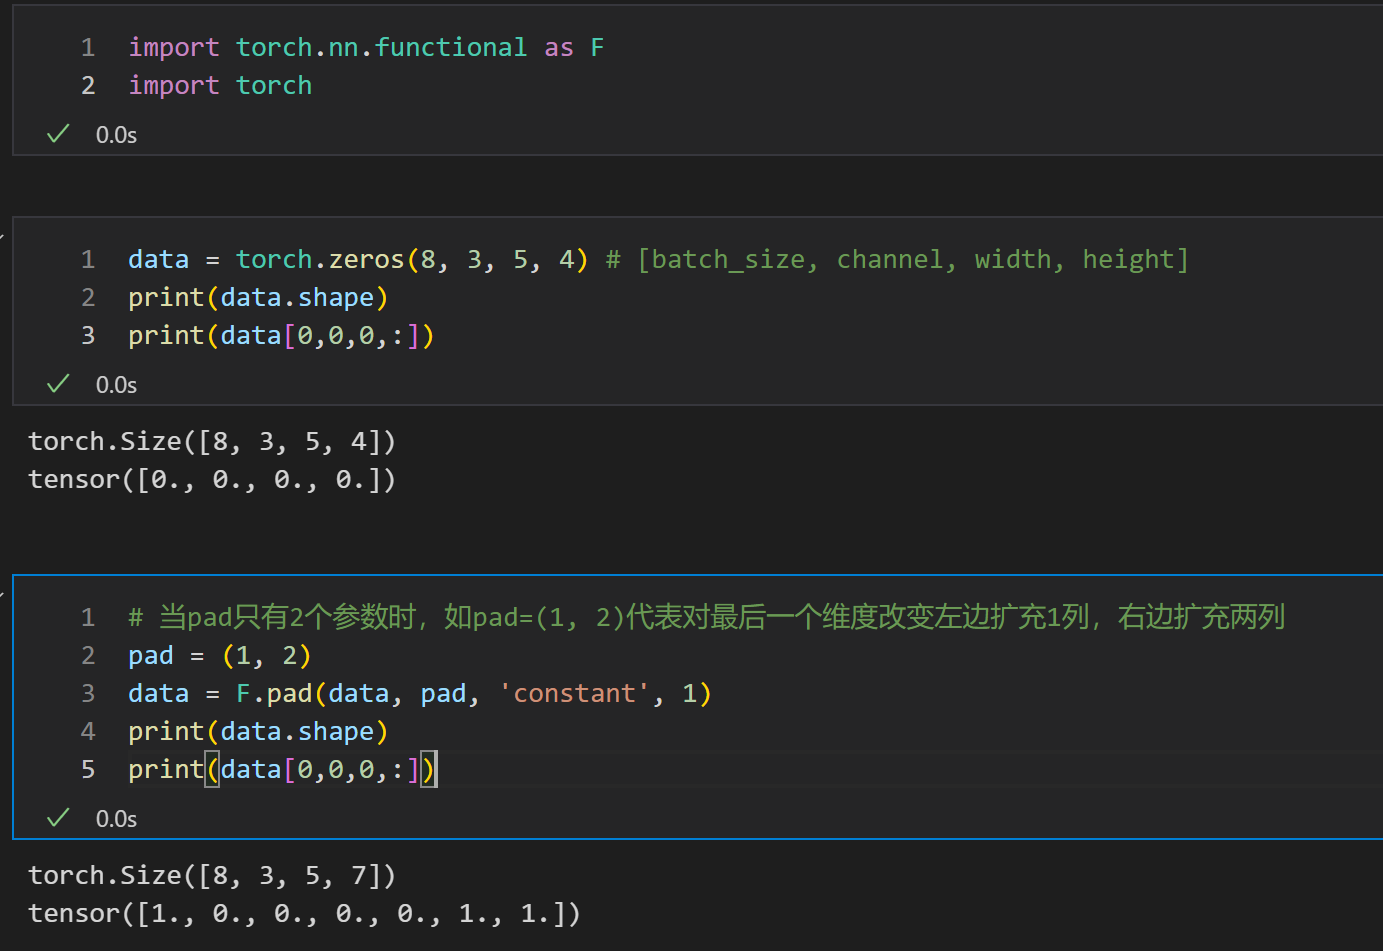 1 import torch.nn.functional as F
2 import torch
0.0s
1 data = torch.zeros(8, 3, 5, 4) # [batch_size, channel, width, height]
2 print(data.shape)
3 print(data[0,0,0,:])
0.0s
torch.Size([8, 3, 5, 4])
tensor([0., 0., 0., 0.])
1 # 当pad只有2个参数时，如pad=(1, 2)代表对最后一个维度改变左边扩充1列，右边扩充两列
2 pad = (1, 2)
3 data = F.pad(data, pad, 'constant', 1)
4 print(data.shape)
5 print(data[0,0,0,:])
0.0s
torch.Size([8, 3, 5, 7])
tensor([1., 0., 0., 0., 0., 1., 1.])